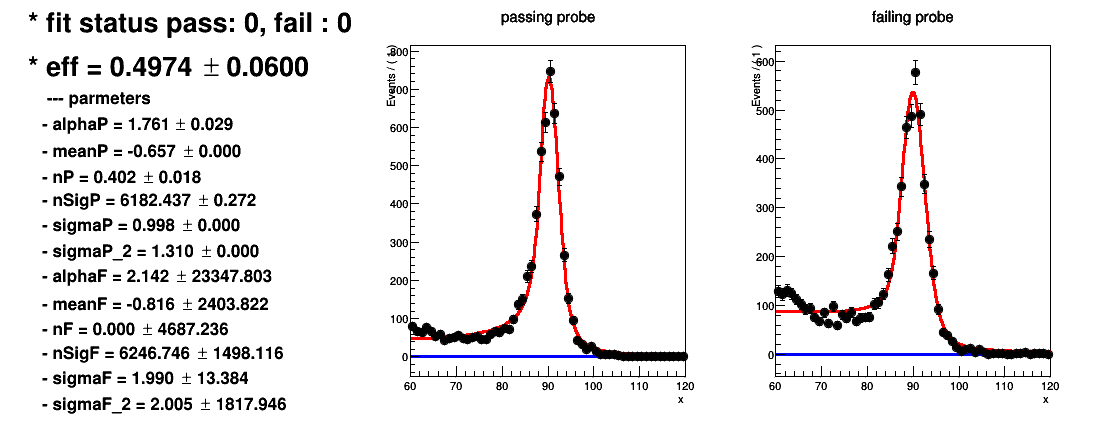 * fit status pass: 0, fail : 0
* eff = 0.4974 ± 0.0600
--- parmeters
- alphaP = 1.761 ± 0.029
- meanP = -0.657 ± 0.000
- nP = 0.402 ± 0.018
- nSigP = 6182.437 ± 0.272
- sigmaP = 0.998 ± 0.000
- sigmaP_2 = 1.310 ± 0.000
- alphaF = 2.142 ± 23347.803
- meanF = -0.816 ± 2403.822
- nF = 0.000 ± 4687.236
- nSigF = 6246.746 ± 1498.116
- sigmaF = 1.990 ± 13.384
- sigmaF_2 = 2.005 ± 1817.946
passing probe
Events / ( 1 )
800
700
600
500
400
300
200
100
0
60 70 80 90 100 110 120
x
failing probe
Events / ( 1 )
600
500
400
300
200
100
0
60 70 80 90 100 110 120
x